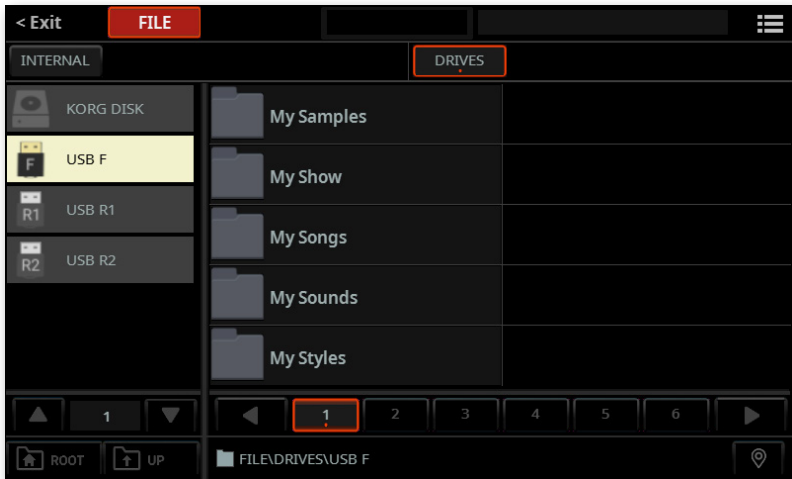 < Exit FILE
INTERNAL DRIVES
KORG DISK
F USB F
R1 USB R1
R2 USB R2
My Samples
My Show
My Songs
My Sounds
My Styles
1
1 2 3 4 5 6
ROOT UP
FILE\DRIVES\USB F